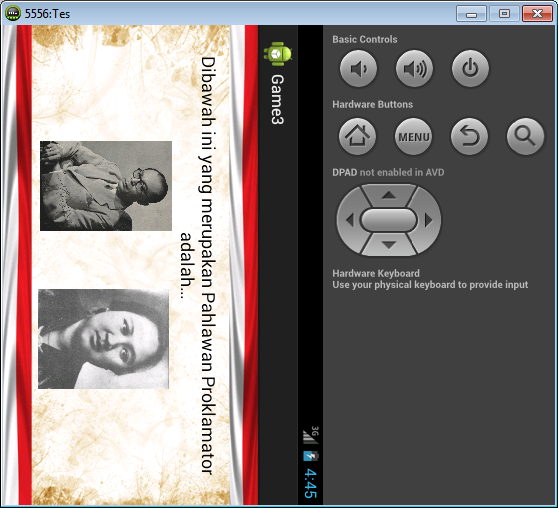 5556:Tes
Game3
Dibawah ini yang merupakan Pahlawan Proklamator
adalah...
3G
4:45
Basic Controls
Hardware Buttons
MENU
DPAD not enabled in AVD
Hardware Keyboard
Use your physical keyboard to provide input